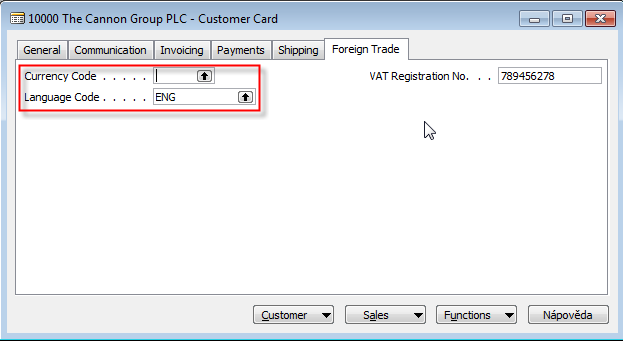 10000 The Cannon Group PLC - Customer Card
General Communication Invoicing Payments Shipping Foreign Trade
Currency Code . . . . . VAT Registration No. . . 789456278
Language Code . . . . . ENG
Customer Sales Functions Nápověda